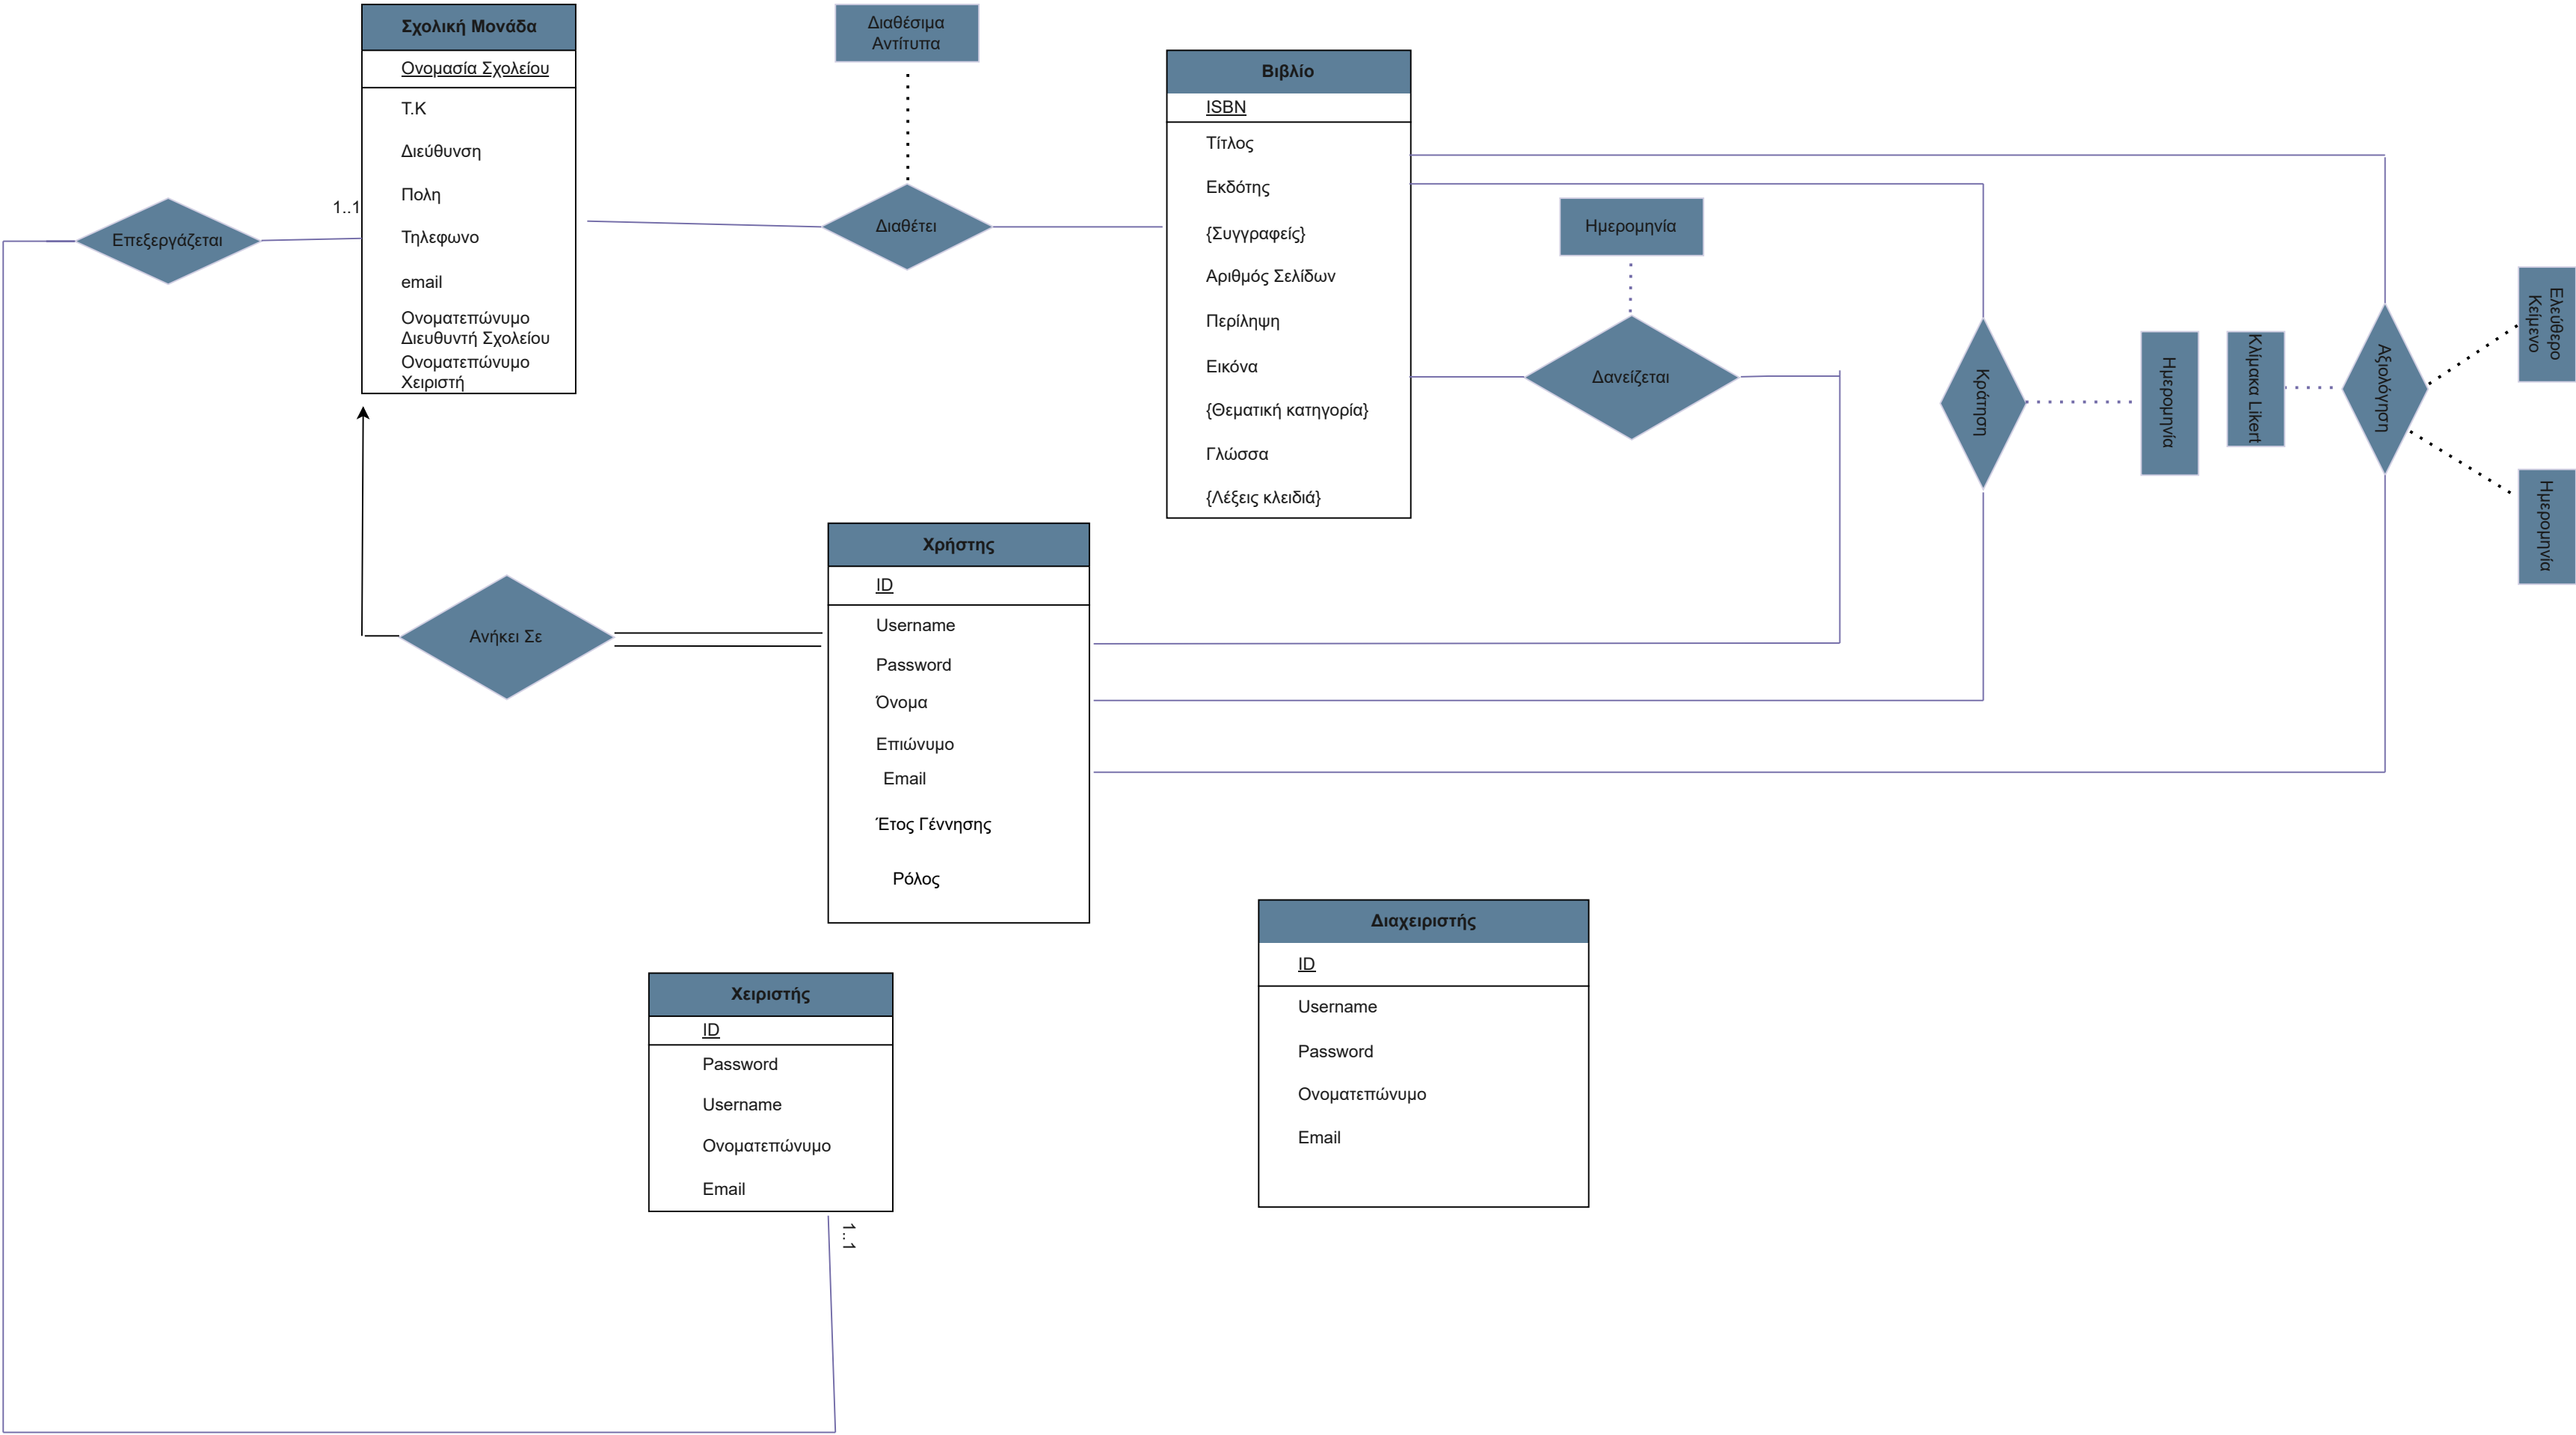 Σχολική Μονάδα
Ονομασία Σχολείου
Τ.Κ
Διεύθυνση
Πολη
Τηλεφωνο
email
Ονοματεπώνυμο
Διευθυντή Σχολείου
Ονοματεπώνυμο
Χειριστή
Διαθέσιμα
Αντίτυπα
Διαθέτει
Επεξεργάζεται
1..1
Βιβλίο
ISBN
Τίτλος
Εκδότης
{Συγγραφείς}
Αριθμός Σελίδων
Περίληψη
Εικόνα
{Θεματική κατηγορία}
Γλώσσα
{Λέξεις κλειδιά}
Ημερομηνία
Δανείζεται
Κράτηση
Ημερομηνία
Κλίμακα Likert
Αξιολόγηση
Ελεύθερο
Κείμενο
Ημερομηνία
Ανήκει Σε
Χρήστης
ID
Username
Password
Όνομα
Επιώνυμο
Email
Έτος Γέννησης
Ρόλος
Χειριστής
ID
Password
Username
Ονοματεπώνυμο
Email
1..1
Διαχειριστής
ID
Username
Password
Ονοματεπώνυμο
Email